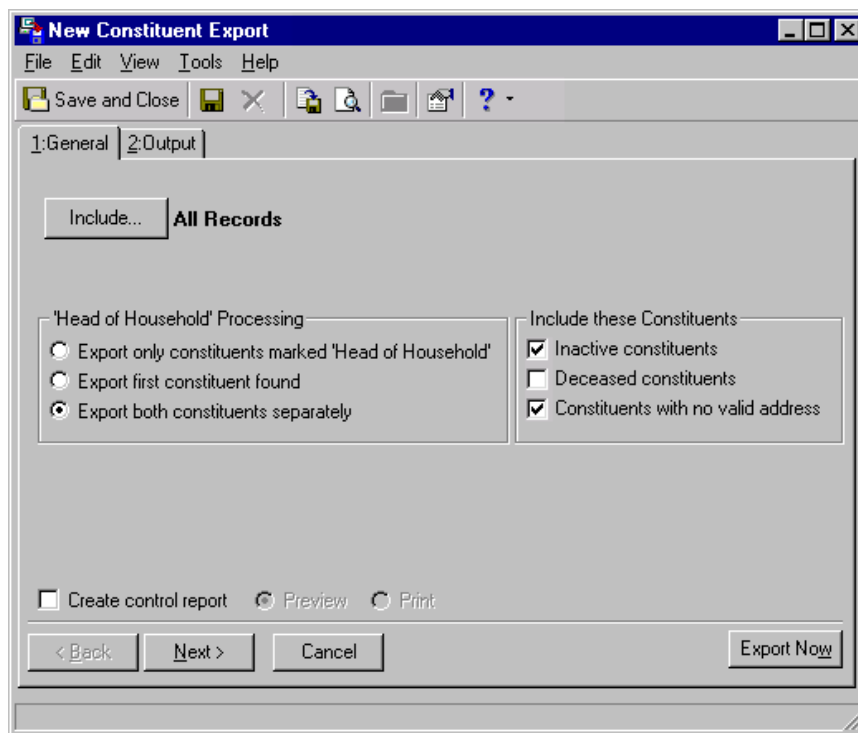 New Constituent Export
File Edit View Tools Help
Save and Close
1:General 2:Output
Include... All Records
'Head of Household' Processing
Export only constituents marked 'Head of Household'
Export first constituent found
Export both constituents separately
Include these Constituents
Inactive constituents
Deceased constituents
Constituents with no valid address
Create control report Preview Print
< Back Next > Cancel Export Now